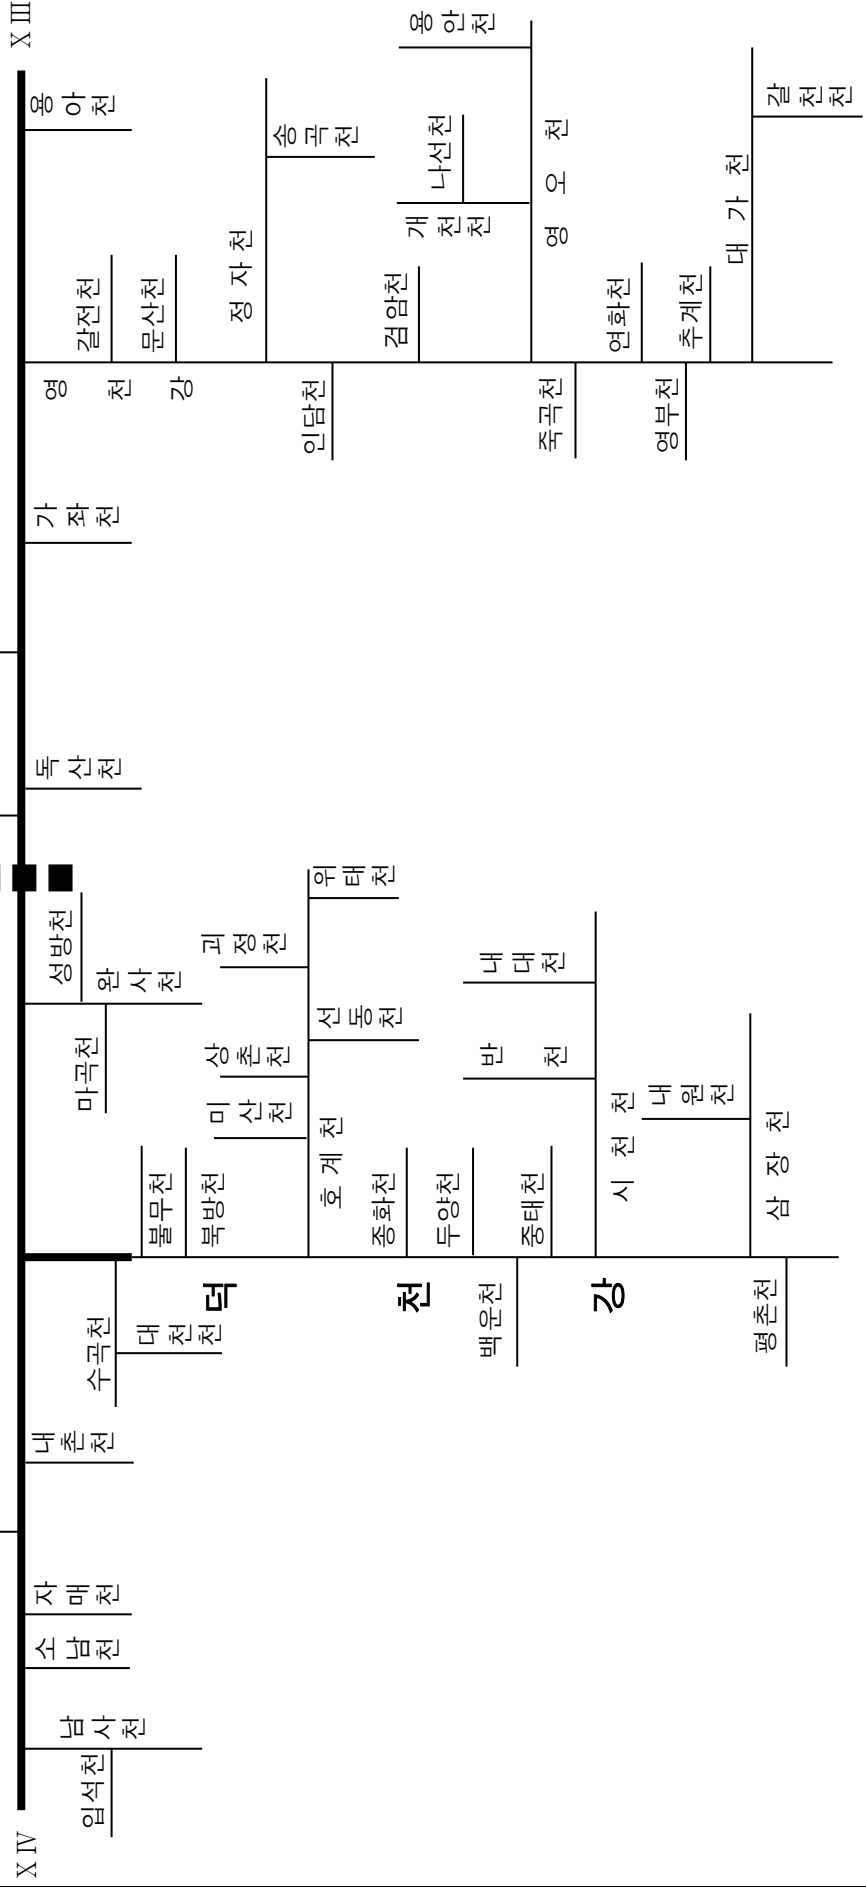 XIII
용아천
용안천
갈천천
송곡천
나선천
영오천
개천천
대가천
정자천
갈전천
문산천
검암천
연화천
추계천
영천강
인담천
죽곡천
영부천
가좌천
독산천
위태천
성방천
완사천
괴정천
내대천
선동천
마곡천
상촌천
반천
미산천
내원천
호계천
시천천
삼장천
불무천
북방천
종화천
두양천
중태천
덕천강
백운천
평촌천
수곡천
대천천
내촌천
자매천
소남천
남사천
입석천
XIV